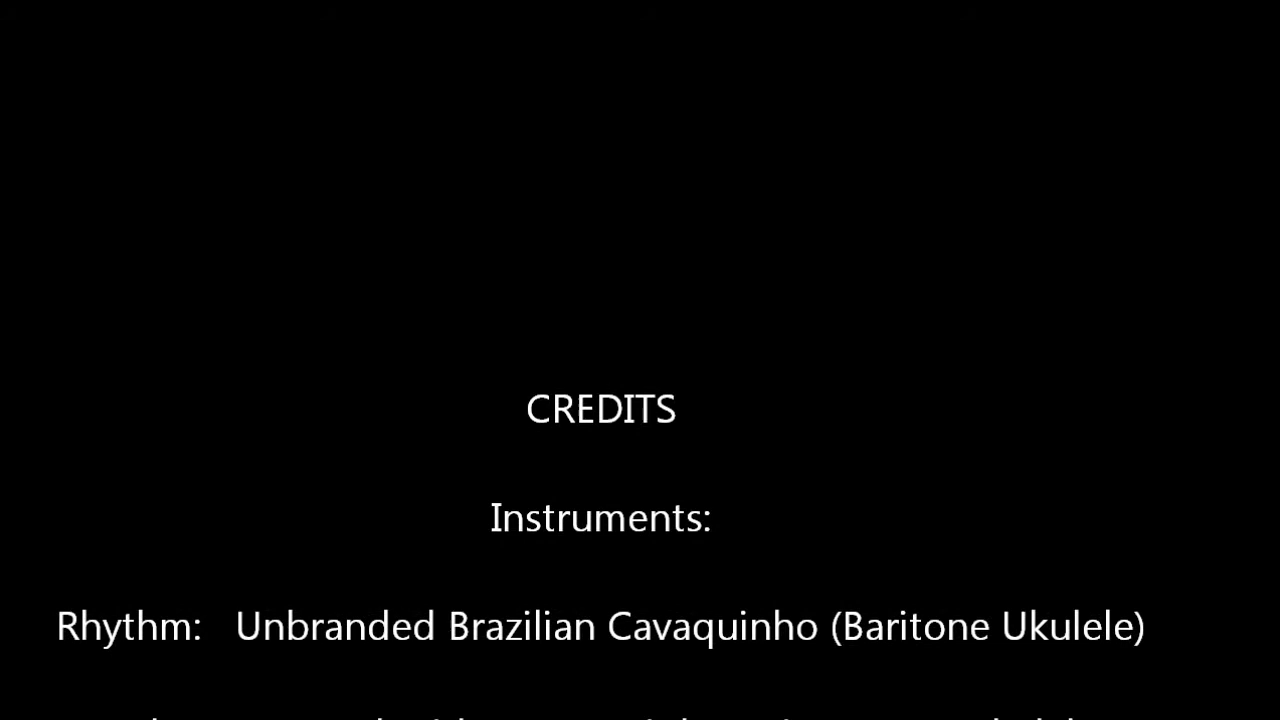 CREDITS
Instruments:
Rhythm: Unbranded Brazilian Cavaquinho (Baritone Ukulele)